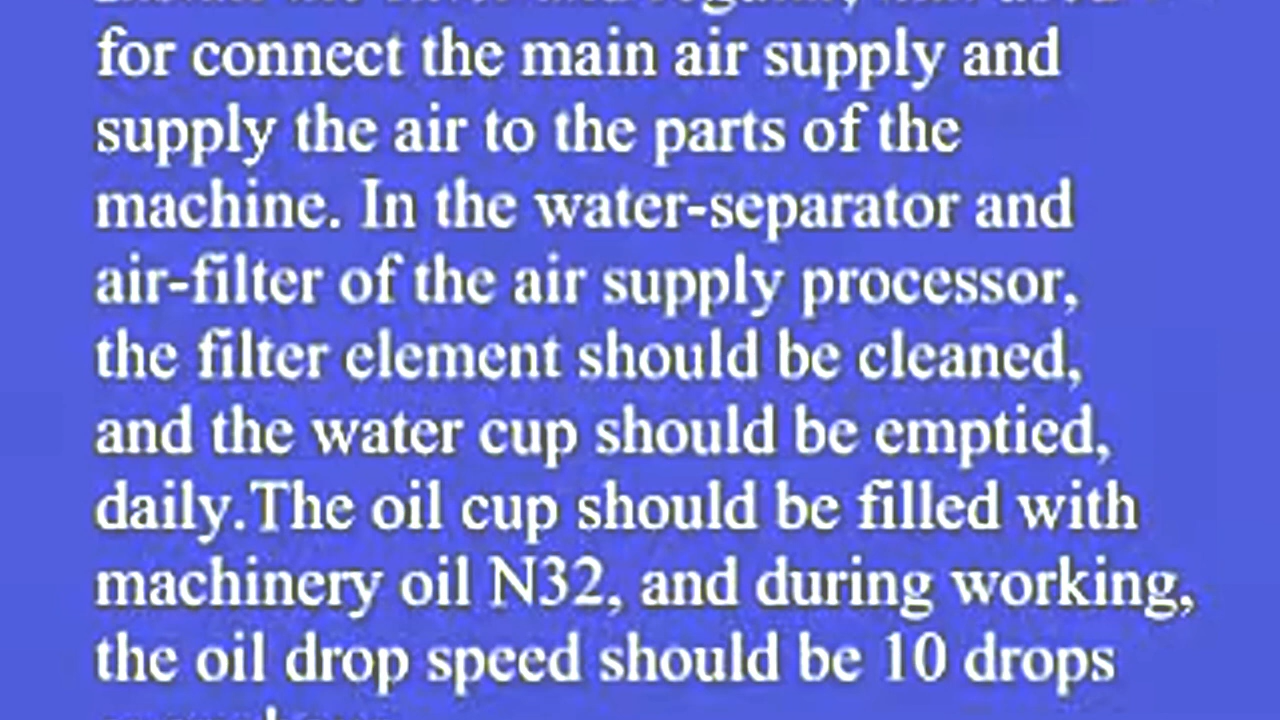 for connect the main air supply and
supply the air to the parts of the
machine. In the water-separator and
air-filter of the air supply processor,
the filter element should be cleaned,
and the water cup should be emptied,
daily.The oil cup should be filled with
machinery oil N32, and during working,
the oil drop speed should be 10 drops